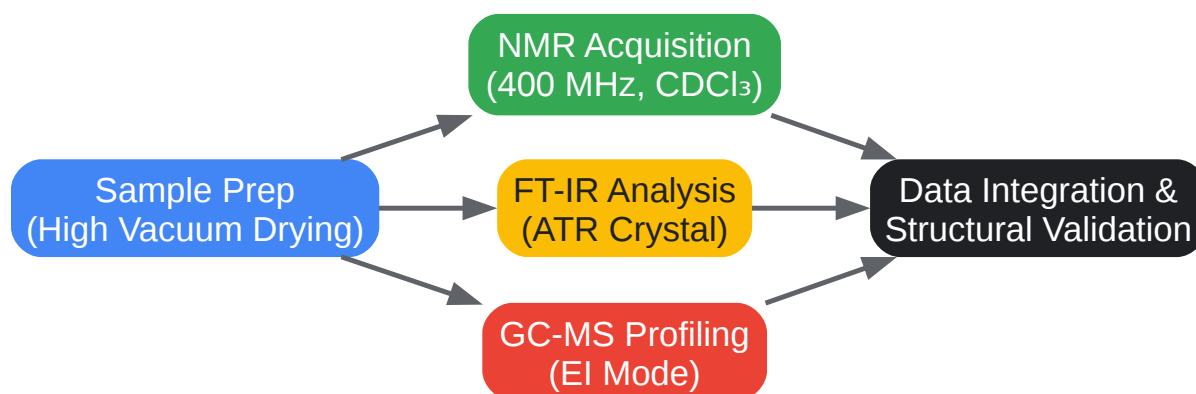 NMR Acquisition
(400 MHz, CDCl₃)
Sample Prep
(High Vacuum Drying)
FT-IR Analysis
(ATR Crystal)
Data Integration &
Structural Validation
GC-MS Profiling
(EI Mode)